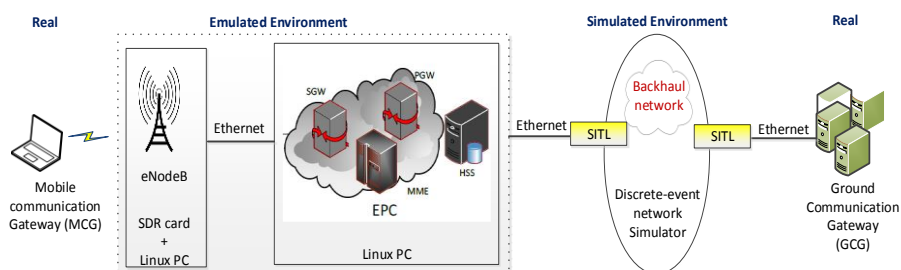 Real
Emulated Environment
Simulated Environment
Real
SGW
PGW
MME
HSS
EPC
Linux PC
eNodeB
SDR card
+
Linux PC
Ethernet
Mobile
communication
Gateway (MCG)
Ethernet
SITL
Backhaul
network
SITL
Discrete-event
network
Simulator
Ethernet
Ground
Communication
Gateway
(GCG)